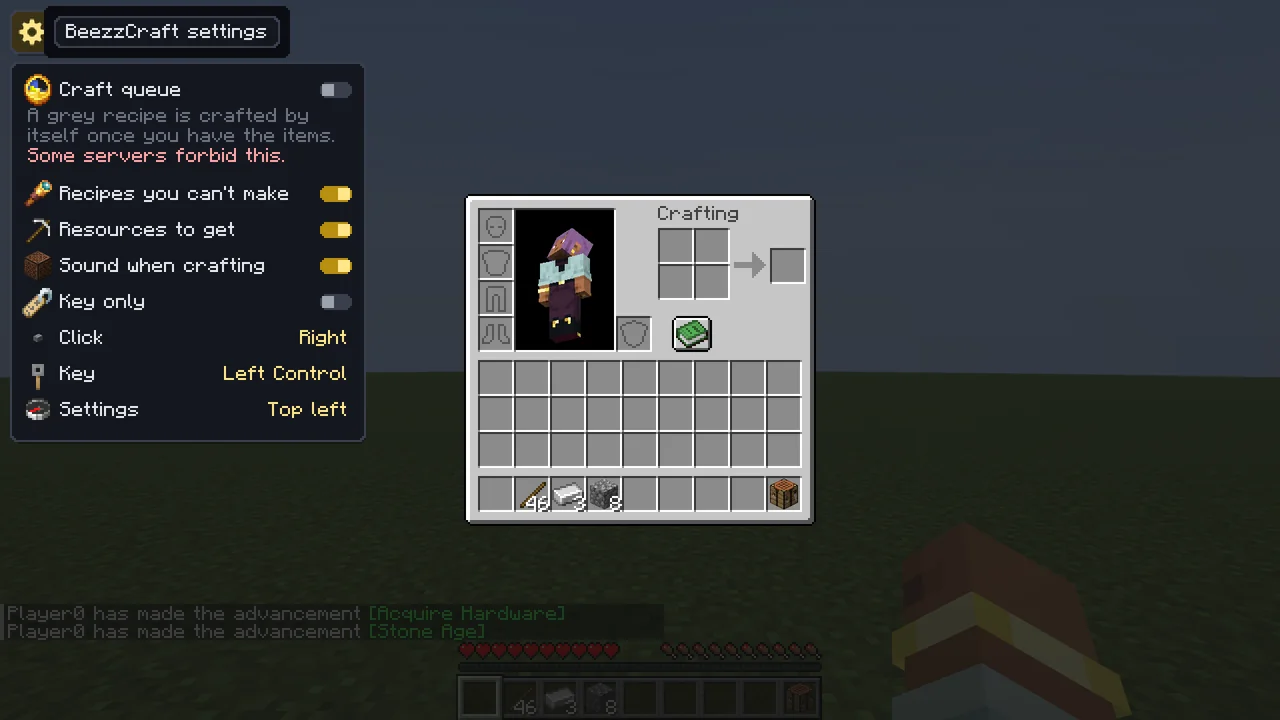 BeezzCraft settings
Craft queue
A grey recipe is crafted by
itself once you have the items.
Some servers forbid this.
Recipes you can't make
Resources to get
Sound when crafting
Key only
Click Right
Key Left Control
Settings Top left
Crafting
46 3 8
Player0 has made the advancement [Acquire Hardware]
Player0 has made the advancement [Stone Age]
46 3 8